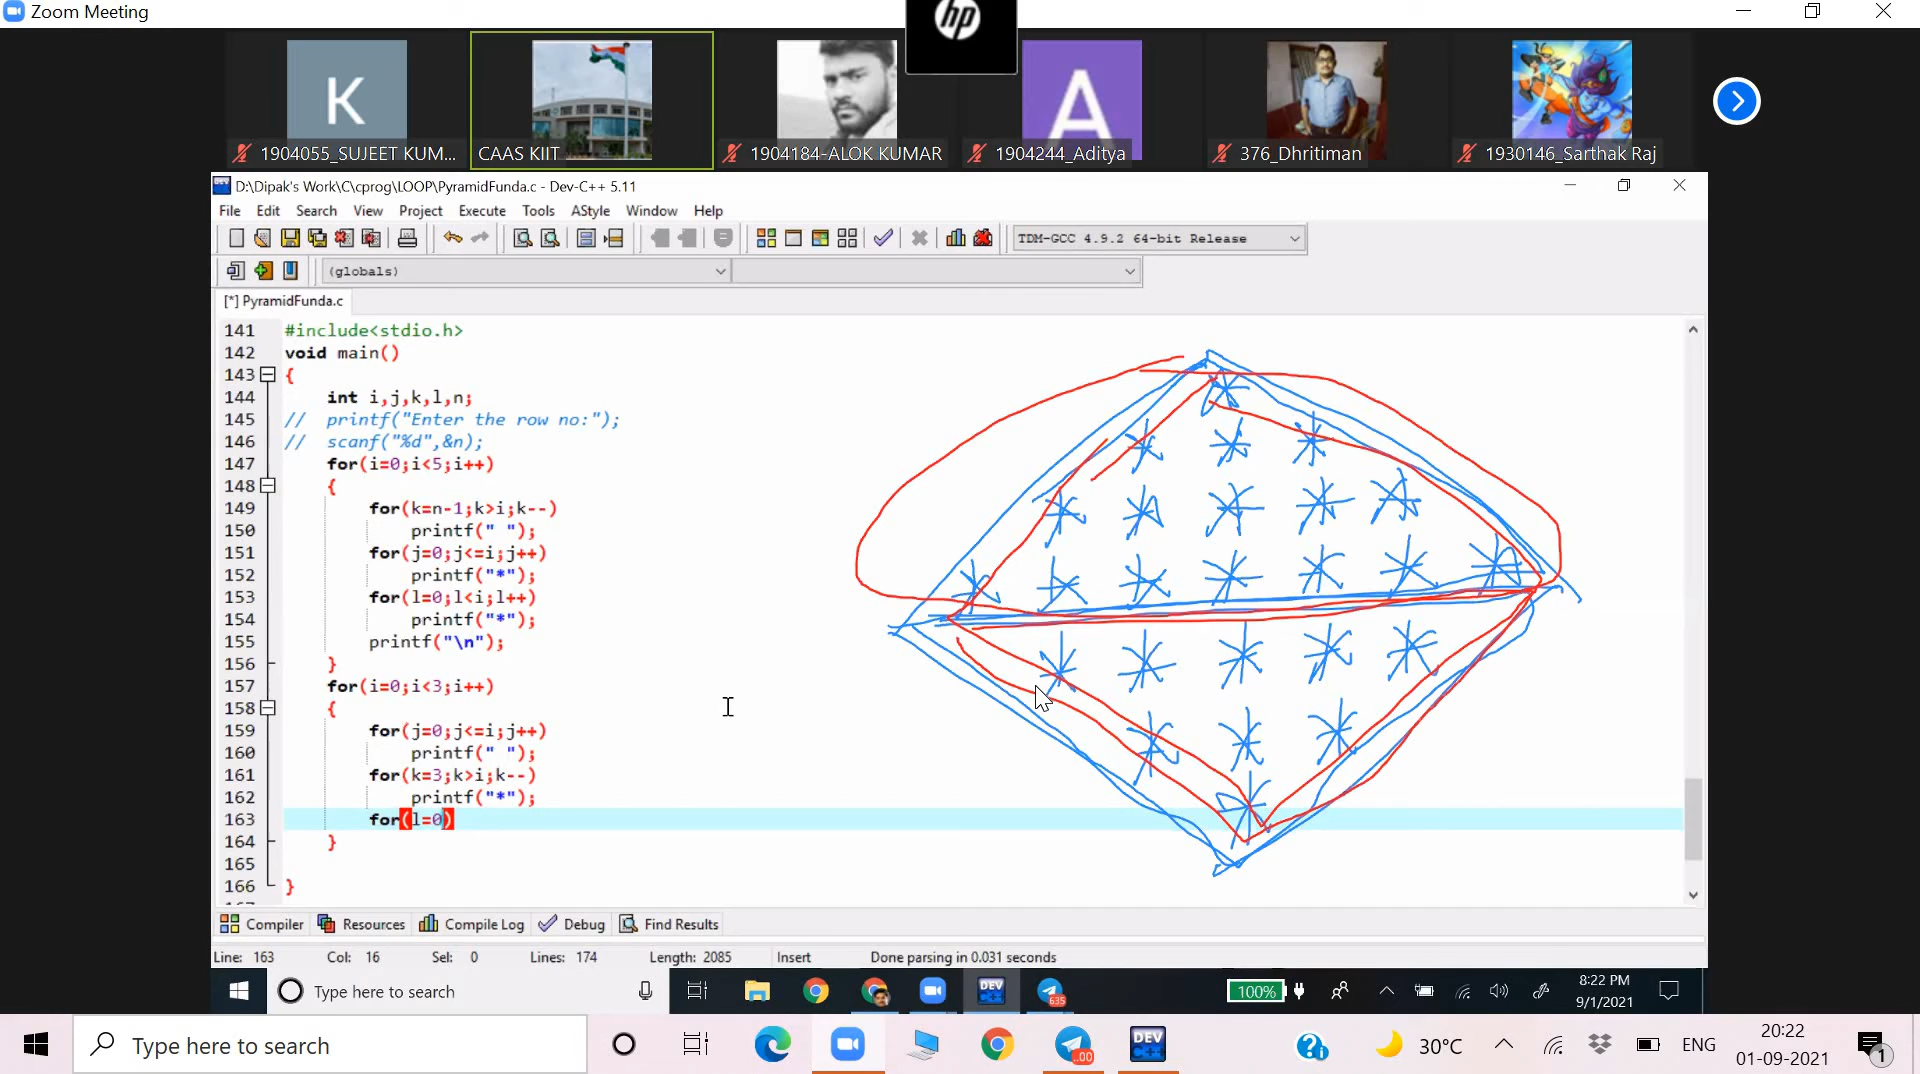 Zoom Meeting
hp
K
A
1904055_SUJEET KUM...
CAAS KIIT
1904184-ALOK KUMAR
1904244_Aditya
376_Dhritiman
1930146_Sarthak Raj
DEV D:\Dipak's Work\C\cprog\LOOP\PyramidFunda.c - Dev-C++ 5.11
File Edit Search View Project Execute Tools AStyle Window Help
TDM-GCC 4.9.2 64-bit Release
(globals)
[*] PyramidFunda.c
141 #include<stdio.h>
142 void main()
143 {
144 int i,j,k,l,n;
145 // printf("Enter the row no:");
146 // scanf("%d",&n);
147 for(i=0;i<5;i++)
148 {
149 for(k=n-1;k>i;k--)
150 printf(" ");
151 for(j=0;j<=i;j++)
152 printf("*");
153 for(l=0;l<i;l++)
154 printf("*");
155 printf("\n");
156 }
157 for(i=0;i<3;i++)
158 {
159 for(j=0;j<=i;j++)
160 printf(" ");
161 for(k=3;k>i;k--)
162 printf("*");
163 for(l=0)
164 }
165
166 }
Compiler Resources Compile Log Debug Find Results
Line: 163 Col: 16 Sel: 0 Lines: 174 Length: 2085 Insert Done parsing in 0.031 seconds
Type here to search
DEV C++
635
100%
8:22 PM
9/1/2021
Type here to search
..00
DEV C++
30°C
ENG
20:22
01-09-2021
1